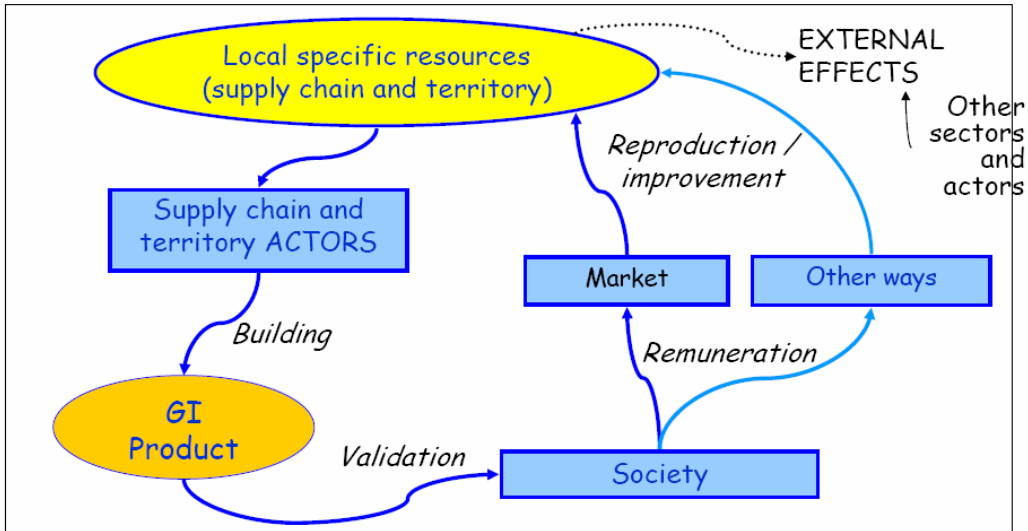 Local specific resources
(supply chain and territory)
EXTERNAL
EFFECTS
Other
sectors
and
actors
Reproduction /
improvement
Supply chain and
territory ACTORS
Market
Other ways
Building
Remuneration
GI
Product
Validation
Society